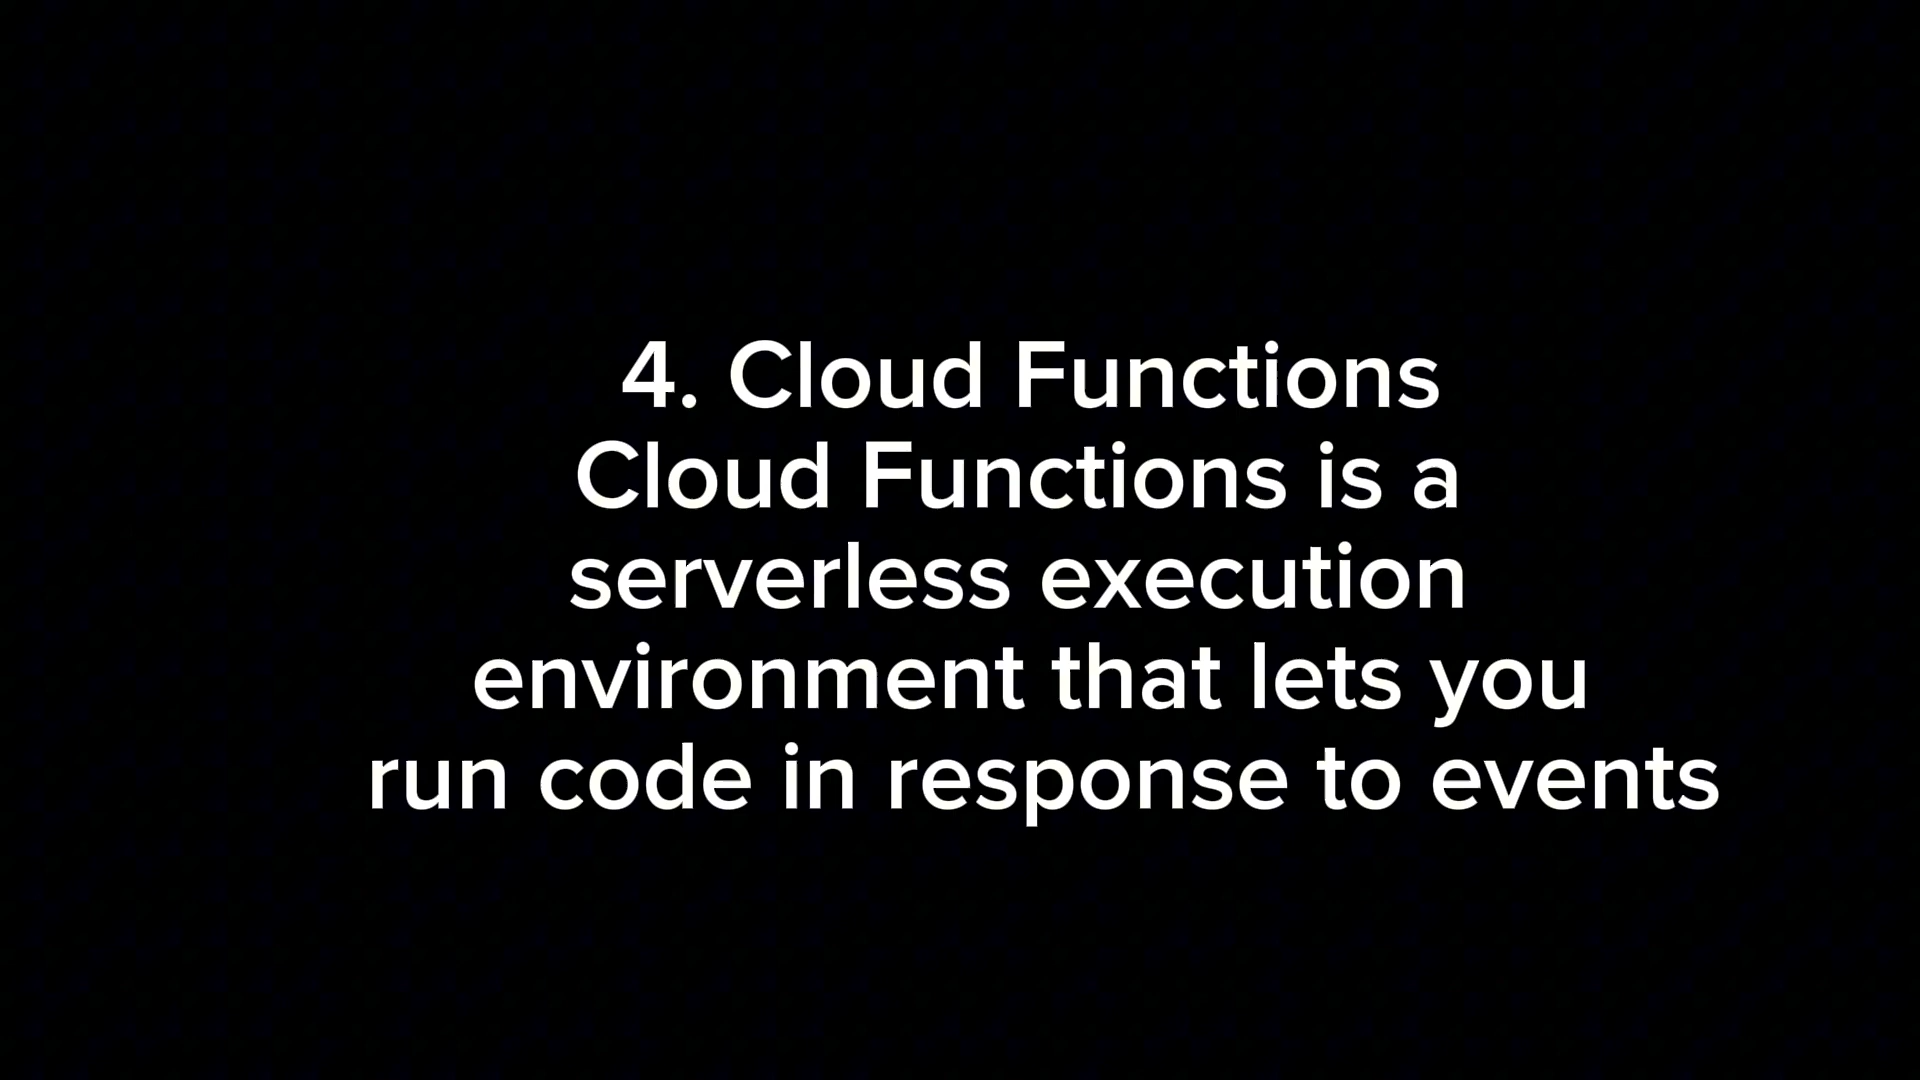 4. Cloud Functions
Cloud Functions is a
serverless execution
environment that lets you
run code in response to events